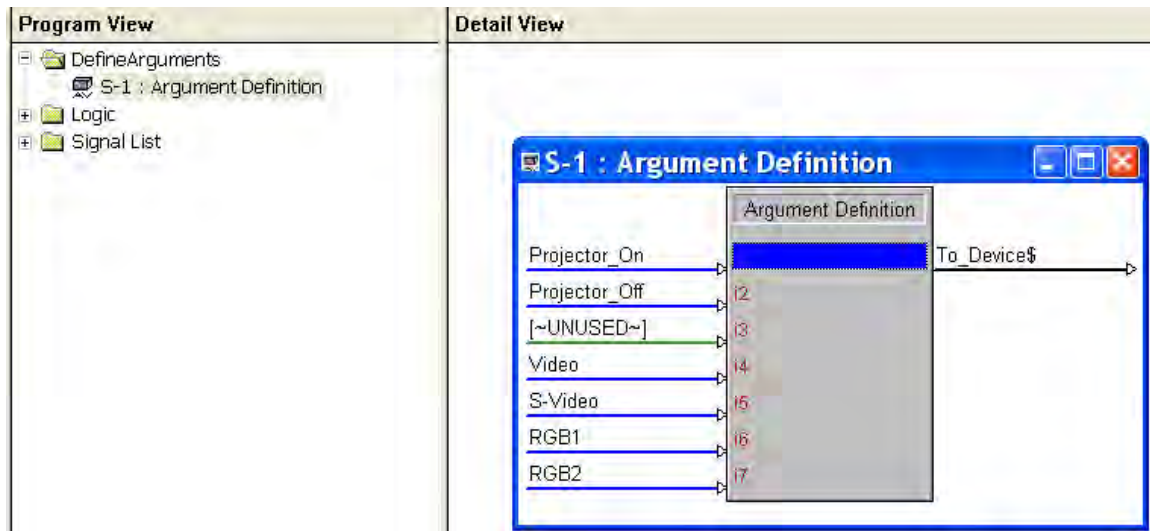 Program View
Detail View
DefineArguments
S-1 : Argument Definition
Logic
Signal List
S-1 : Argument Definition
Argument Definition
Projector_On
To_Device$
Projector_Off
i2
[~UNUSED~]
i3
Video
i4
S-Video
i5
RGB1
i6
RGB2
i7